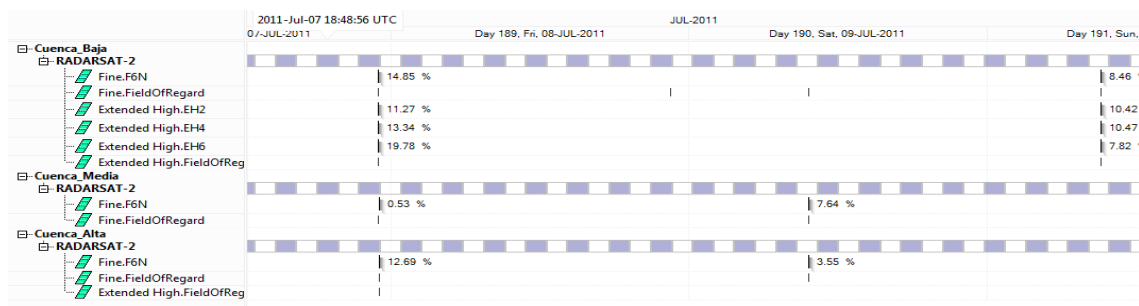 2011-Jul-07 18:48:56 UTC JUL-2011
07-JUL-2011 Day 189, Fri, 08-JUL-2011 Day 190, Sat, 09-JUL-2011 Day 191, Sun,
Cuenca_Baja
RADARSAT-2
Fine.F6N 14.85 % 8.46
Fine.FieldOfRegard
Extended High.EH2 11.27 % 10.42
Extended High.EH4 13.34 % 10.47
Extended High.EH6 19.78 % 7.82
Extended High.FieldOfReg
Cuenca_Media
RADARSAT-2
Fine.F6N 0.53 % 7.64 %
Fine.FieldOfRegard
Cuenca_Alta
RADARSAT-2
Fine.F6N 12.69 % 3.55 %
Fine.FieldOfRegard
Extended High.FieldOfReg